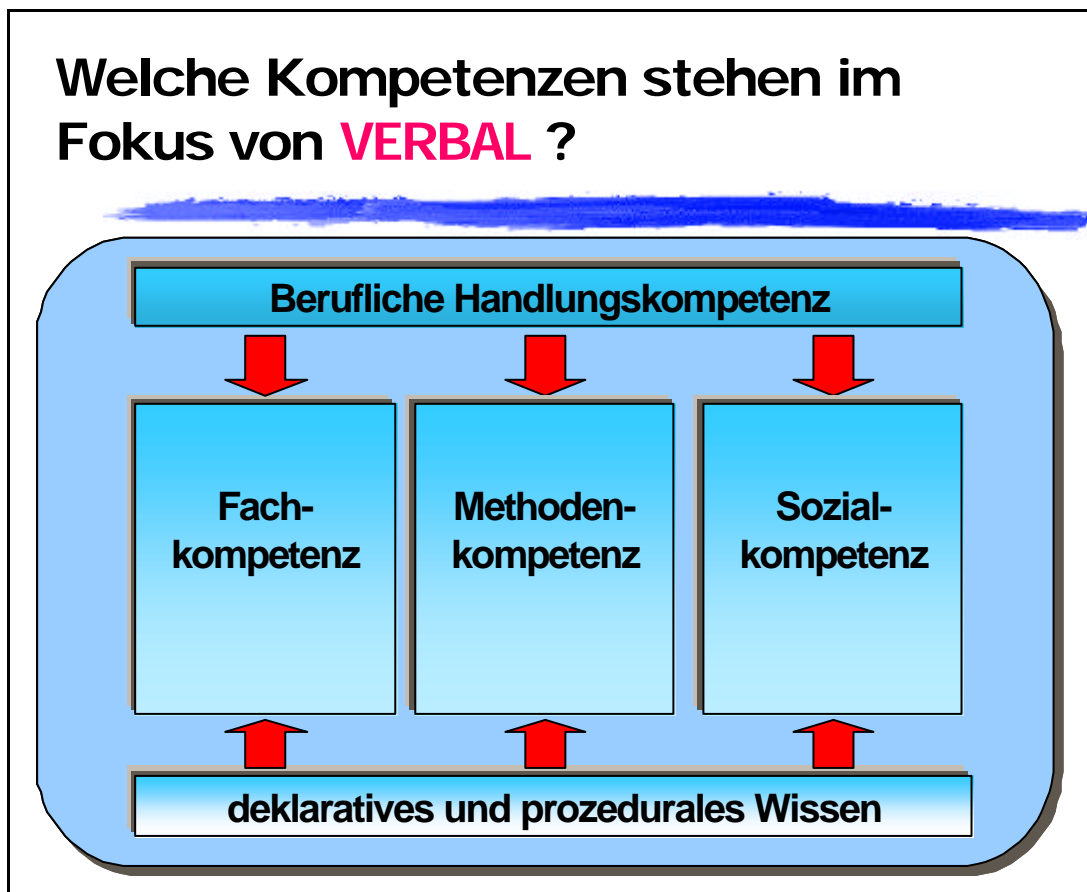 Welche Kompetenzen stehen im
Fokus von VERBAL ?
Berufliche Handlungskompetenz
Fach-
kompetenz
Methoden-
kompetenz
Sozial-
kompetenz
deklaratives und prozedurales Wissen